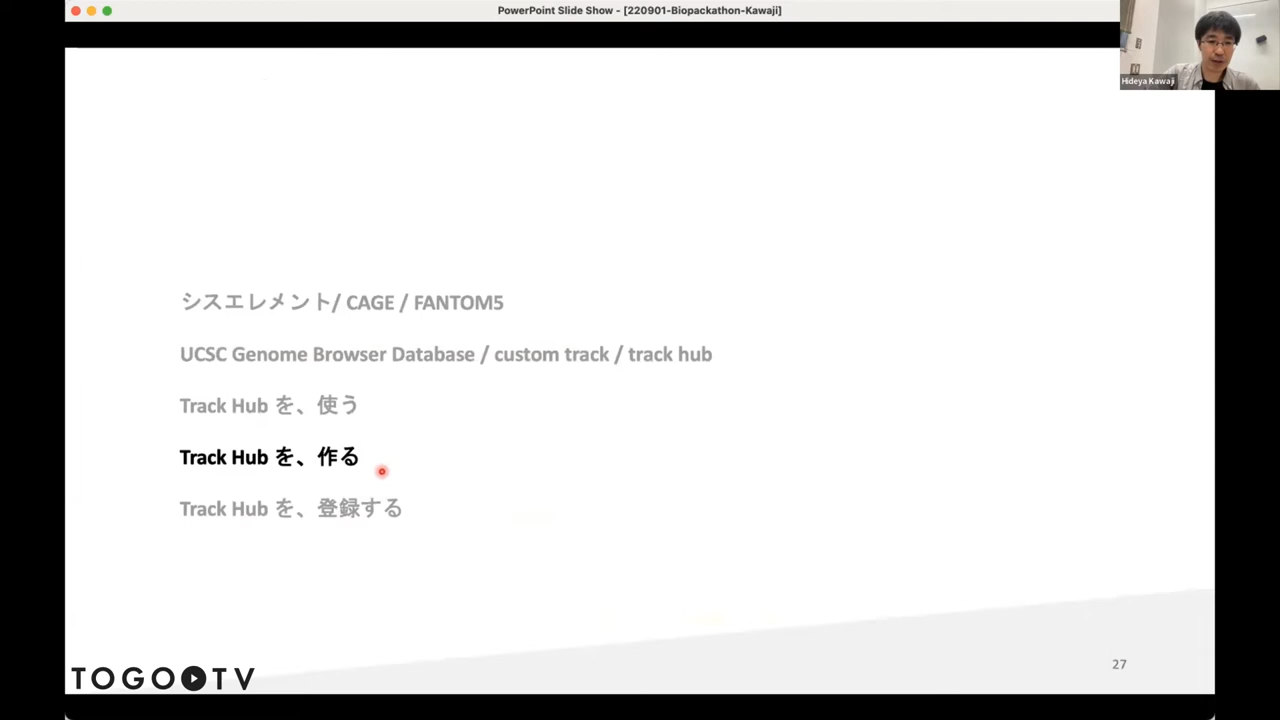 PowerPoint Slide Show - [220901-Biopackathon-Kawaji]
Hideya Kawaji
シスエレメント/ CAGE / FANTOM5
UCSC Genome Browser Database / custom track / track hub
Track Hub を、使う
Track Hub を、作る
Track Hub を、登録する
27
TOGO TV